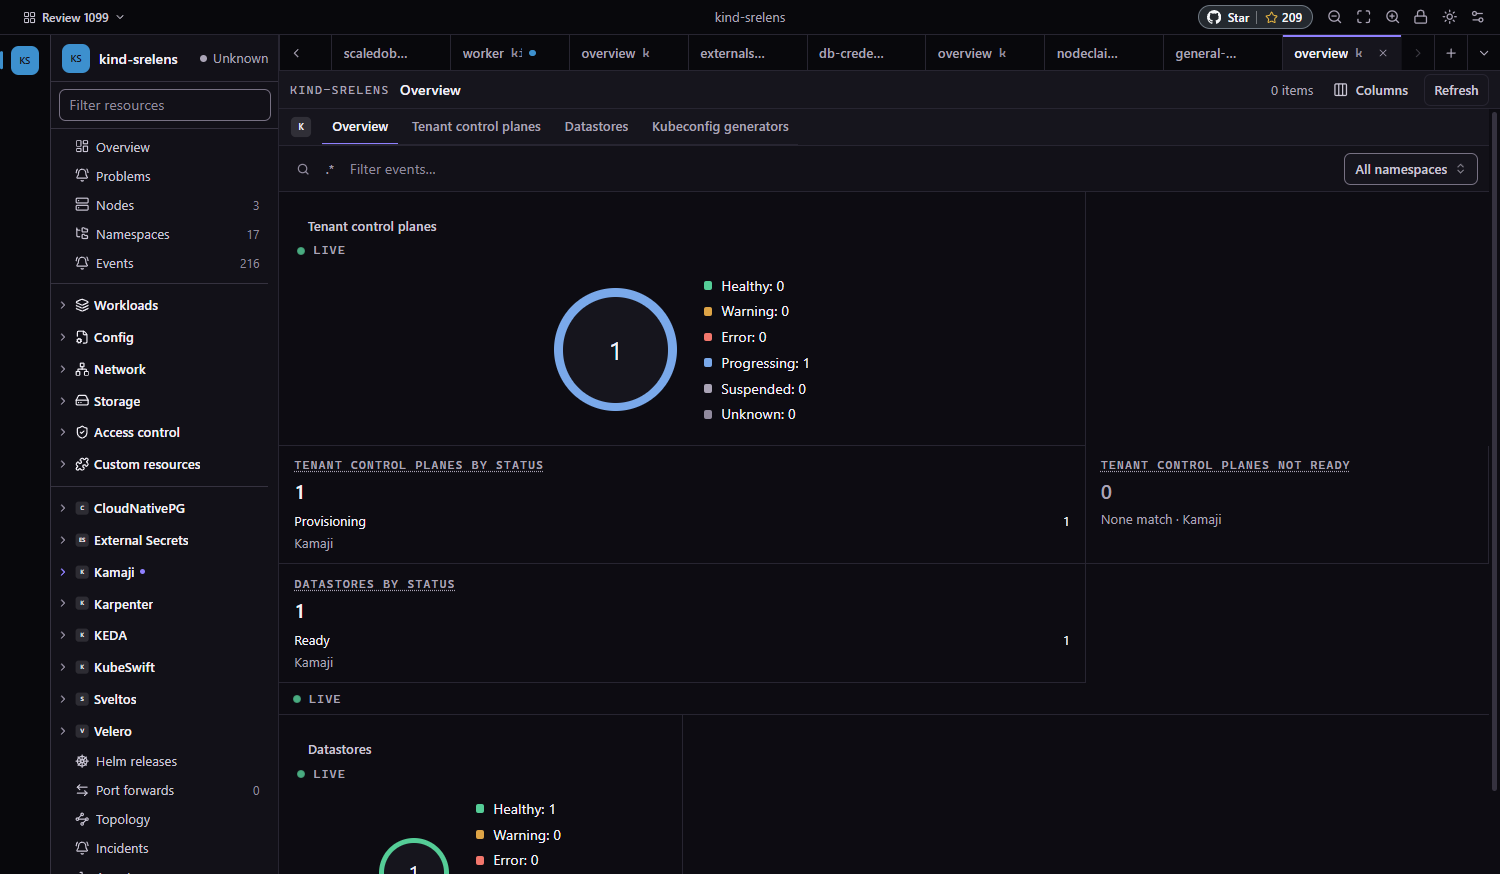 Review 1099
kind-srelens
Star 209
KS
KS kind-srelens Unknown
scaledob...
worker
overview k
externals...
db-crede...
overview k
nodeclai...
general-...
overview k
Filter resources
Overview
Problems
Nodes 3
Namespaces 17
Events 216
Workloads
Config
Network
Storage
Access control
Custom resources
C CloudNativePG
ES External Secrets
K Kamaji
K Karpenter
K KEDA
K KubeSwift
S Sveltos
V Velero
Helm releases
Port forwards 0
Topology
Incidents
KIND-SRELENS Overview
0 items
Columns
Refresh
K Overview Tenant control planes Datastores Kubeconfig generators
.* Filter events...
All namespaces
Tenant control planes
LIVE
1
Healthy: 0
Warning: 0
Error: 0
Progressing: 1
Suspended: 0
Unknown: 0
TENANT CONTROL PLANES BY STATUS
1
Provisioning 1
Kamaji
TENANT CONTROL PLANES NOT READY
0
None match · Kamaji
DATASTORES BY STATUS
1
Ready 1
Kamaji
LIVE
Datastores
LIVE
1
Healthy: 1
Warning: 0
Error: 0